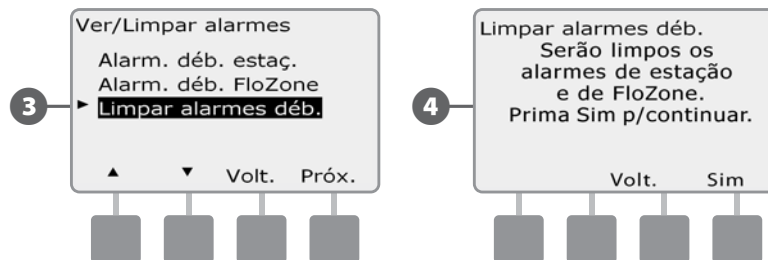 Ver/Limpar alarmes
Alarm. déb. estaç.
Alarm. déb. FloZone
3
Limpar alarmes déb.
Volt. Próx.
Limpar alarmes déb.
Serão limpos os
alarmes de estação
e de FloZone.
4
Prima Sim p/continuar.
Volt. Sim